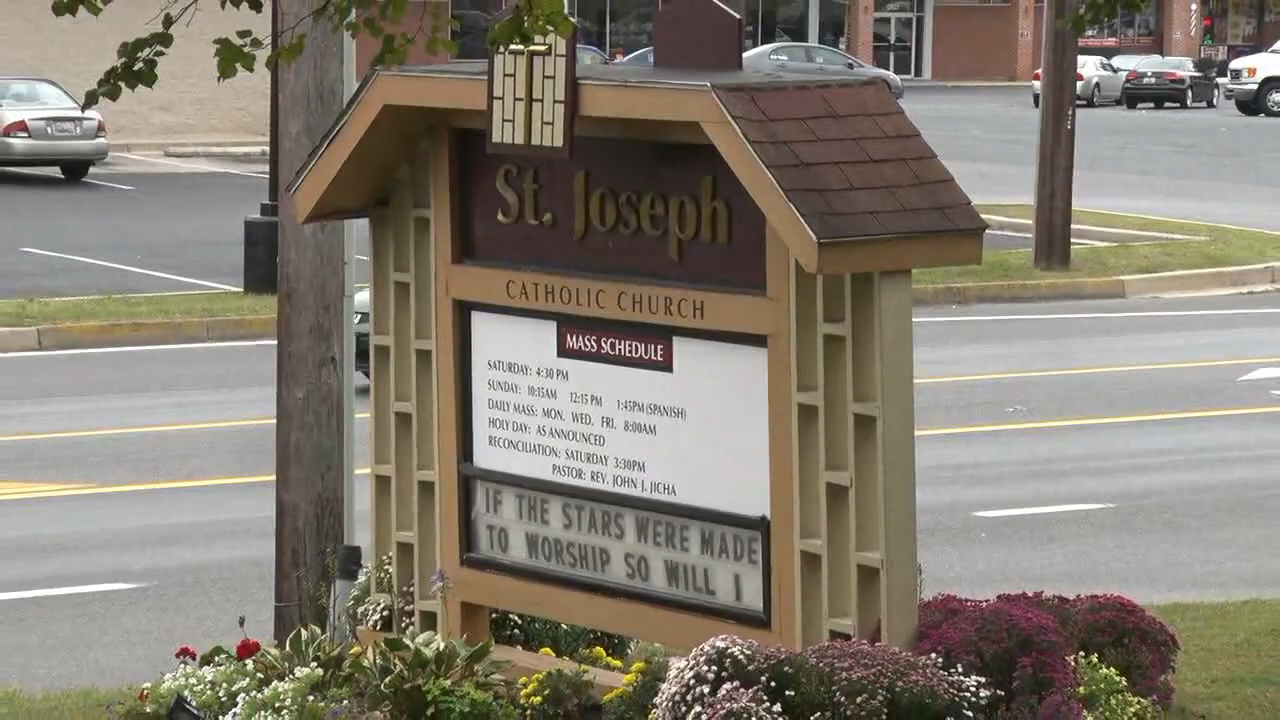 St. Joseph
CATHOLIC CHURCH
MASS SCHEDULE
SATURDAY: 4:30 PM
SUNDAY: 10:15AM 12:15 PM 1:45PM (SPANISH)
DAILY MASS: MON. WED. FRI. 8:00AM
HOLY DAY: AS ANNOUNCED
RECONCILIATION: SATURDAY 3:30PM
PASTOR: REV. JOHN J. JICHA
IF THE STARS WERE MADE
TO WORSHIP SO WILL I